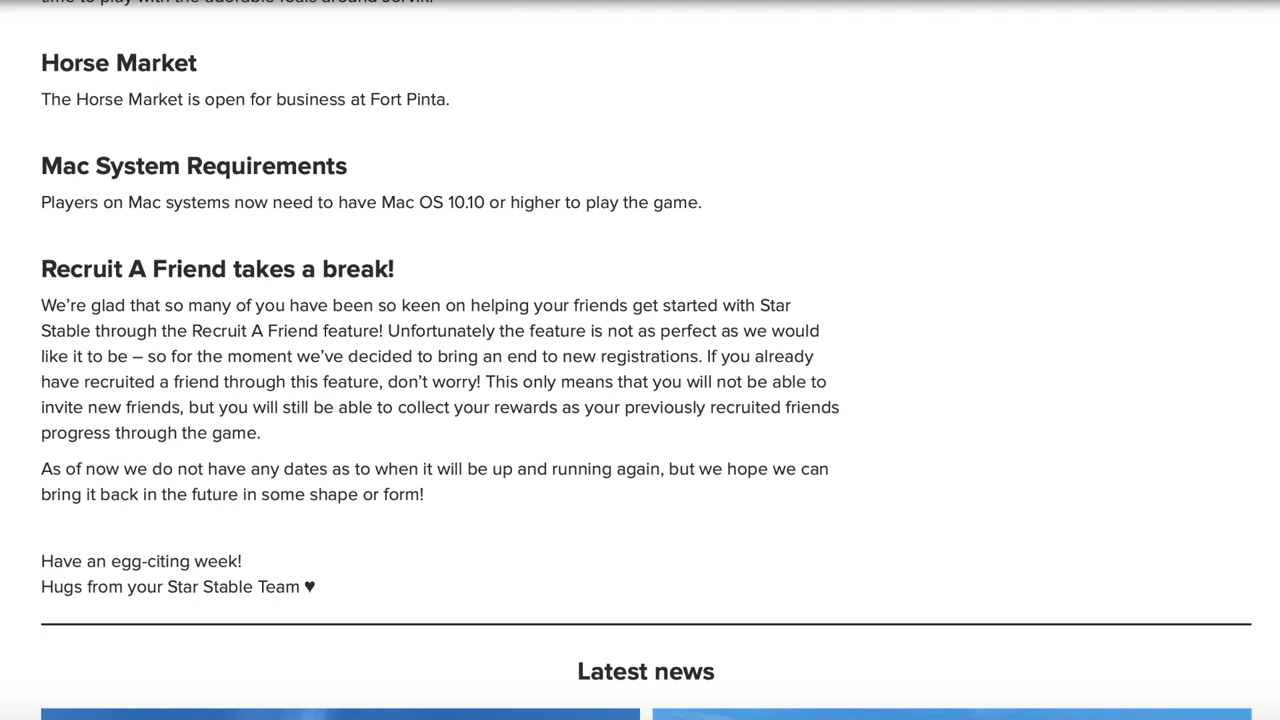 time to play with the adorable foals around Jorvik.
Horse Market
The Horse Market is open for business at Fort Pinta.
Mac System Requirements
Players on Mac systems now need to have Mac OS 10.10 or higher to play the game.
Recruit A Friend takes a break!
We’re glad that so many of you have been so keen on helping your friends get started with Star
Stable through the Recruit A Friend feature! Unfortunately the feature is not as perfect as we would
like it to be – so for the moment we’ve decided to bring an end to new registrations. If you already
have recruited a friend through this feature, don’t worry! This only means that you will not be able to
invite new friends, but you will still be able to collect your rewards as your previously recruited friends
progress through the game.
As of now we do not have any dates as to when it will be up and running again, but we hope we can
bring it back in the future in some shape or form!
Have an egg-citing week!
Hugs from your Star Stable Team ♥
Latest news